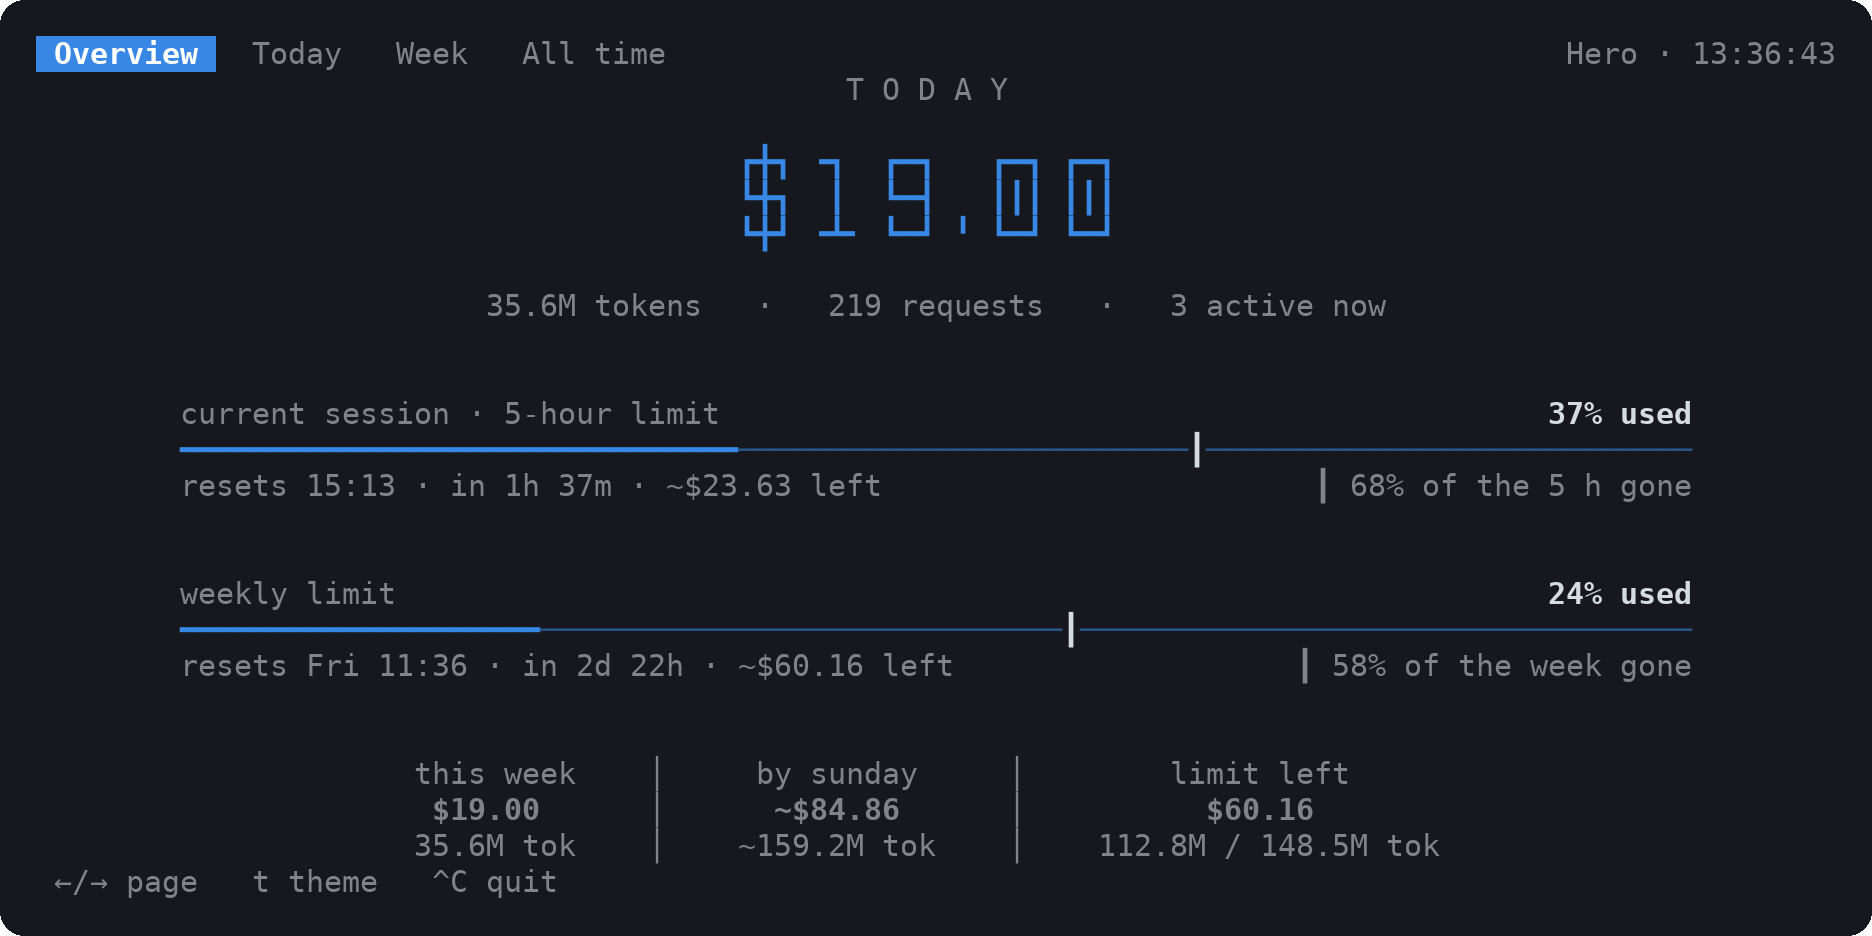 Overview Today Week All time Hero · 13:36:43
T O D A Y
$19.00
35.6M tokens · 219 requests · 3 active now
current session · 5-hour limit 37% used
resets 15:13 · in 1h 37m · ~$23.63 left ┃ 68% of the 5 h gone
weekly limit 24% used
resets Fri 11:36 · in 2d 22h · ~$60.16 left ┃ 58% of the week gone
this week │ by sunday │ limit left
$19.00 │ ~$84.86 │ $60.16
35.6M tok │ ~159.2M tok │ 112.8M / 148.5M tok
←/→ page t theme ^C quit